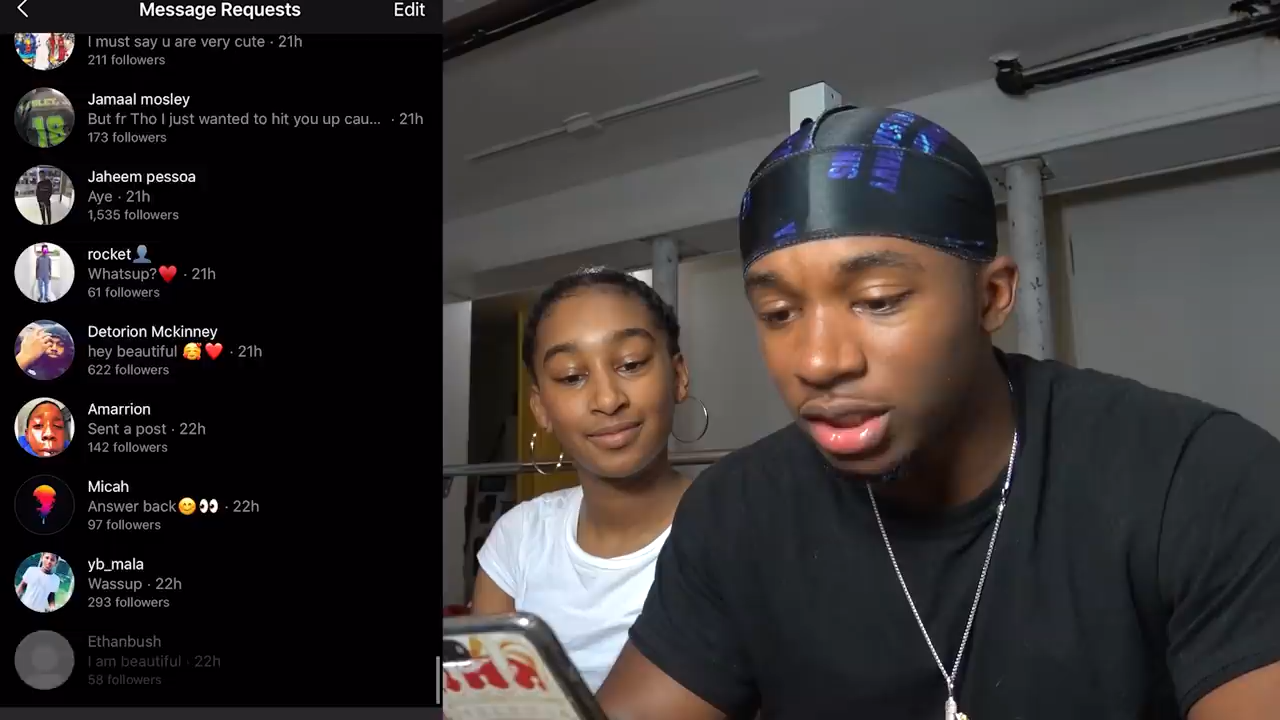 Message Requests
Edit
I must say u are very cute · 21h
211 followers
Jamaal mosley
But fr Tho I just wanted to hit you up cau... · 21h
173 followers
Jaheem pessoa
Aye · 21h
1,535 followers
rocket👤
Whatsup?❤️ · 21h
61 followers
Detorion Mckinney
hey beautiful 🥰❤️ · 21h
622 followers
Amarrion
Sent a post · 22h
142 followers
Micah
Answer back😊👀 · 22h
97 followers
yb_mala
Wassup · 22h
293 followers
Ethanbush
I am beautiful · 22h
58 followers